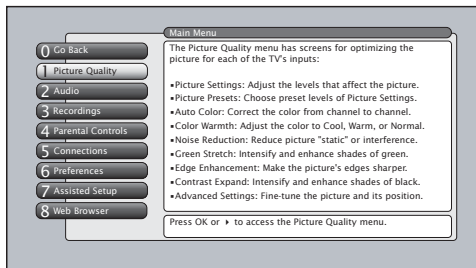 Main Menu
0 Go Back
1 Picture Quality
2 Audio
3 Recordings
4 Parental Controls
5 Connections
6 Preferences
7 Assisted Setup
8 Web Browser
The Picture Quality menu has screens for optimizing the
picture for each of the TV's inputs:
▪Picture Settings: Adjust the levels that affect the picture.
▪Picture Presets: Choose preset levels of Picture Settings.
▪Auto Color: Correct the color from channel to channel.
▪Color Warmth: Adjust the color to Cool, Warm, or Normal.
▪Noise Reduction: Reduce picture "static" or interference.
▪Green Stretch: Intensify and enhance shades of green.
▪Edge Enhancement: Make the picture's edges sharper.
▪Contrast Expand: Intensify and enhance shades of black.
▪Advanced Settings: Fine-tune the picture and its position.
Press OK or ▸ to access the Picture Quality menu.